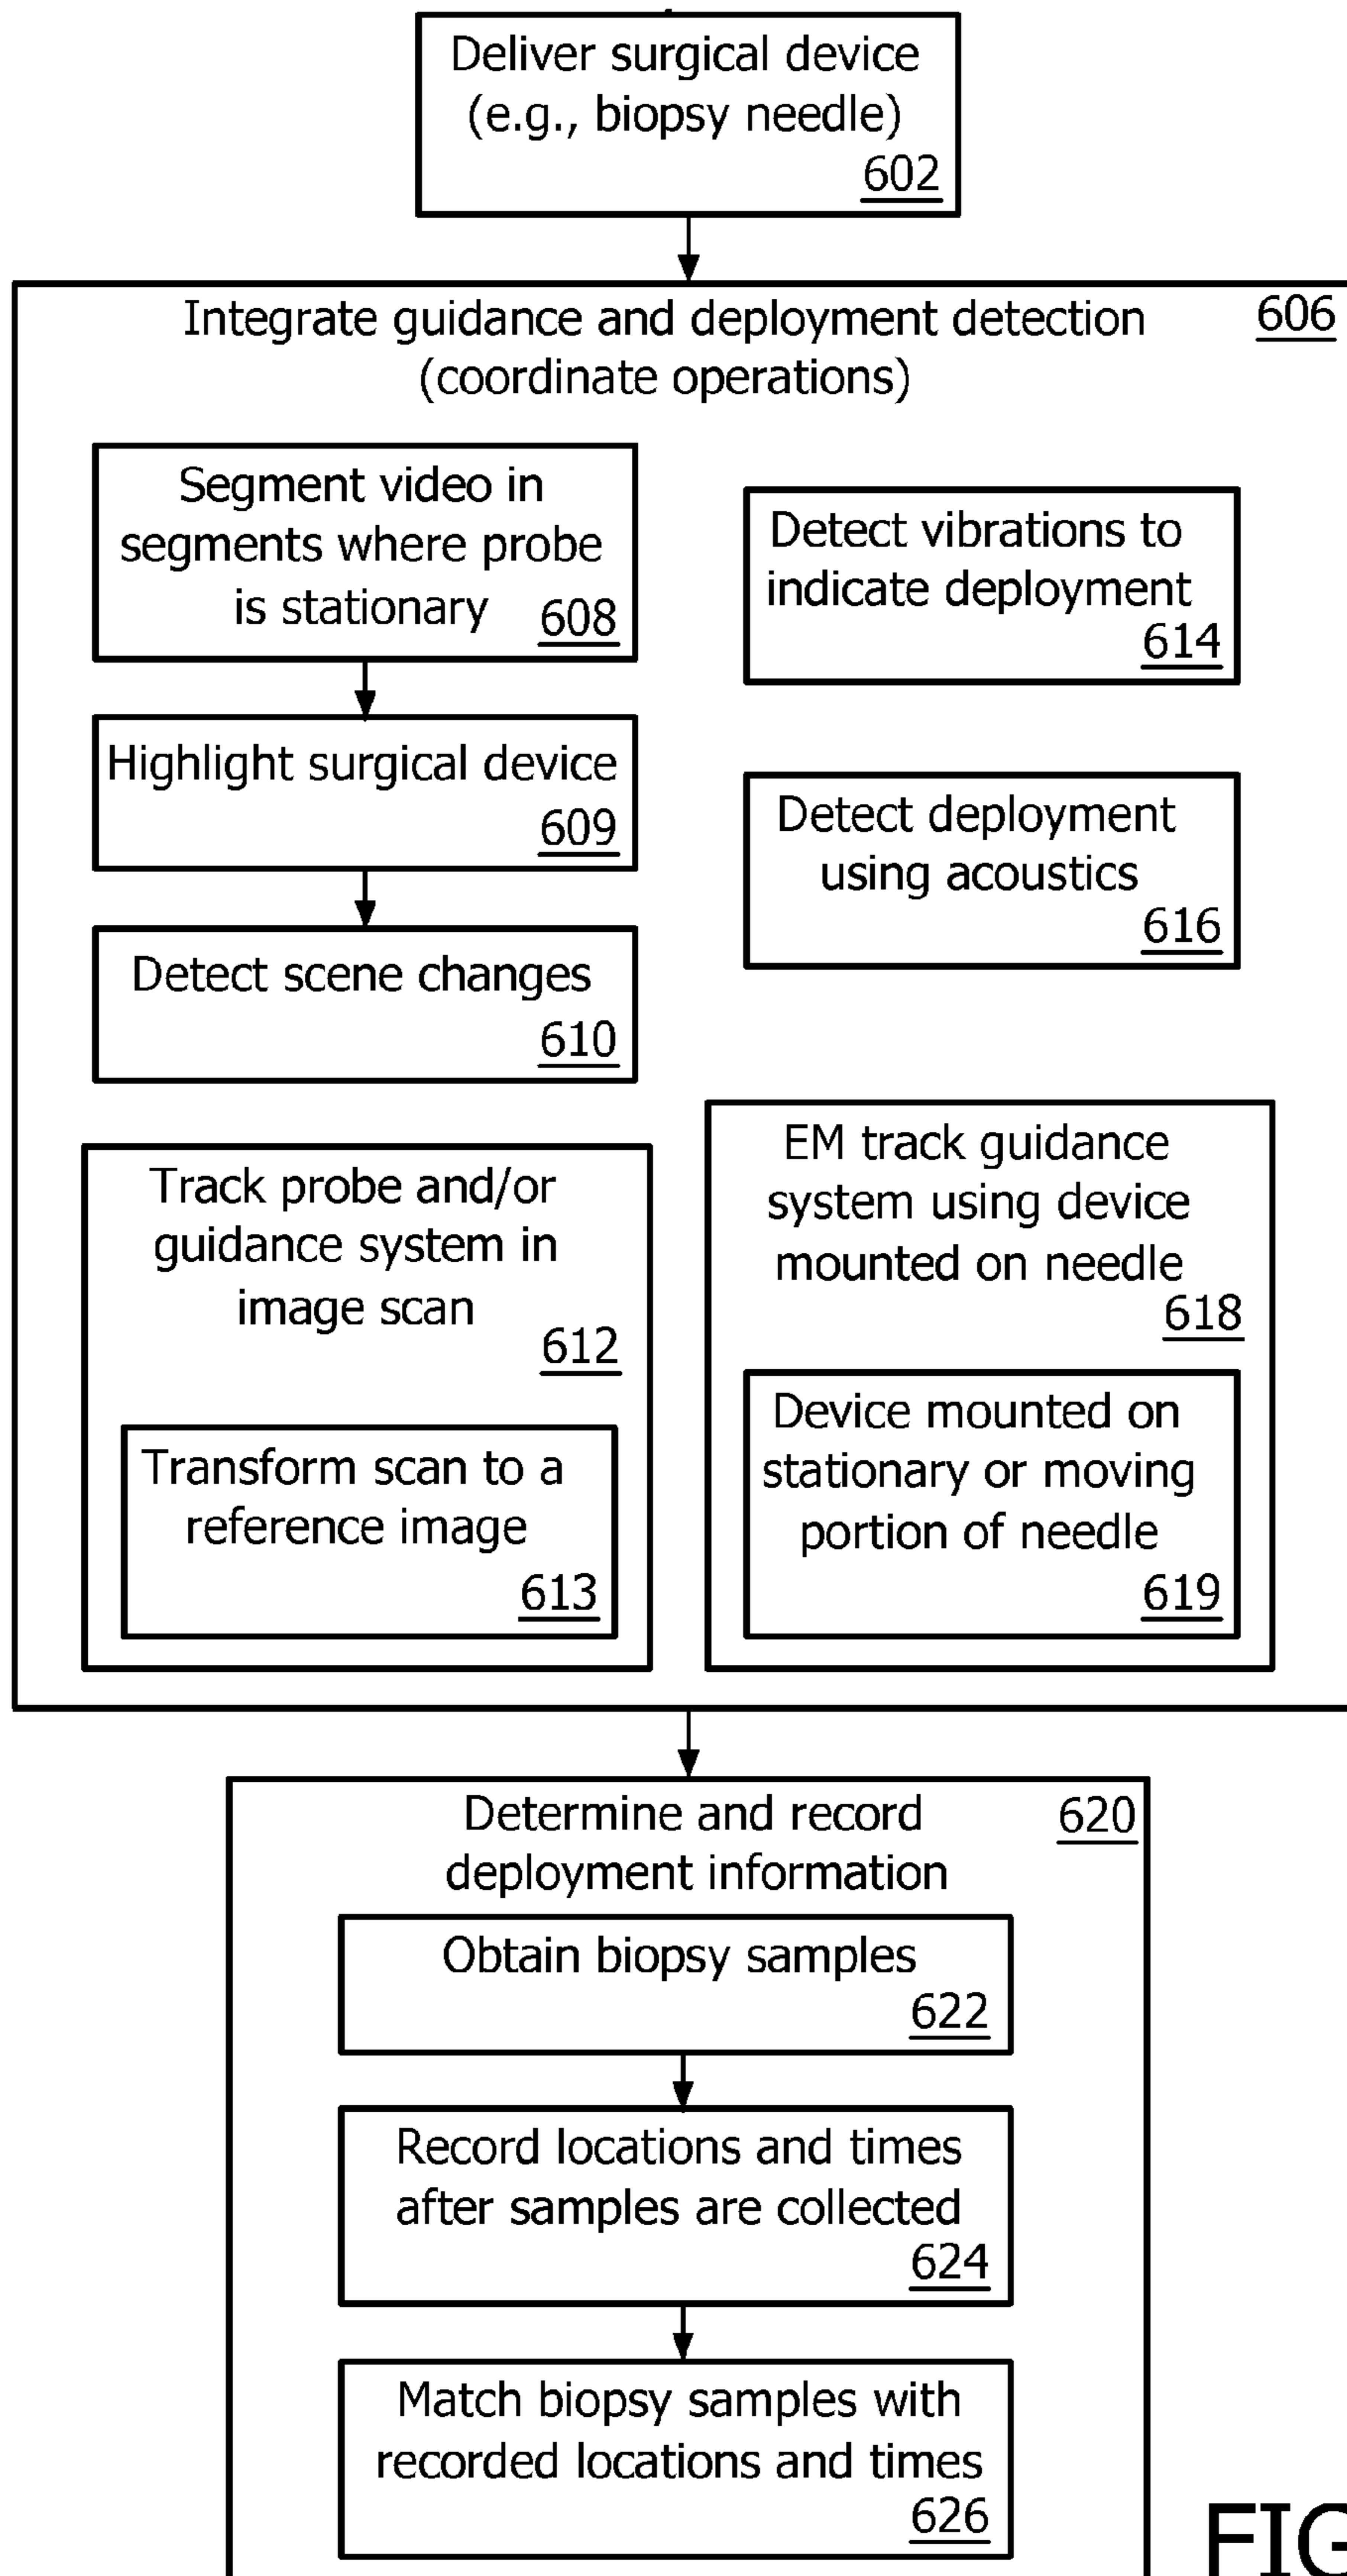 Deliver surgical device
(e.g., biopsy needle)
602
Integrate guidance and deployment detection
606
(coordinate operations)
Segment video in
segments where probe
is stationary
608
Highlight surgical device
609
Detect scene changes
610
Detect vibrations to
indicate deployment
614
Detect deployment
using acoustics
616
Track probe and/or
guidance system in
image scan
612
Transform scan to a
reference image
613
EM track guidance
system using device
mounted on needle
618
Device mounted on
stationary or moving
portion of needle
619
Determine and record
620
deployment information
Obtain biopsy samples
622
Record locations and times
after samples are collected
624
Match biopsy samples with
recorded locations and times
626
FIG